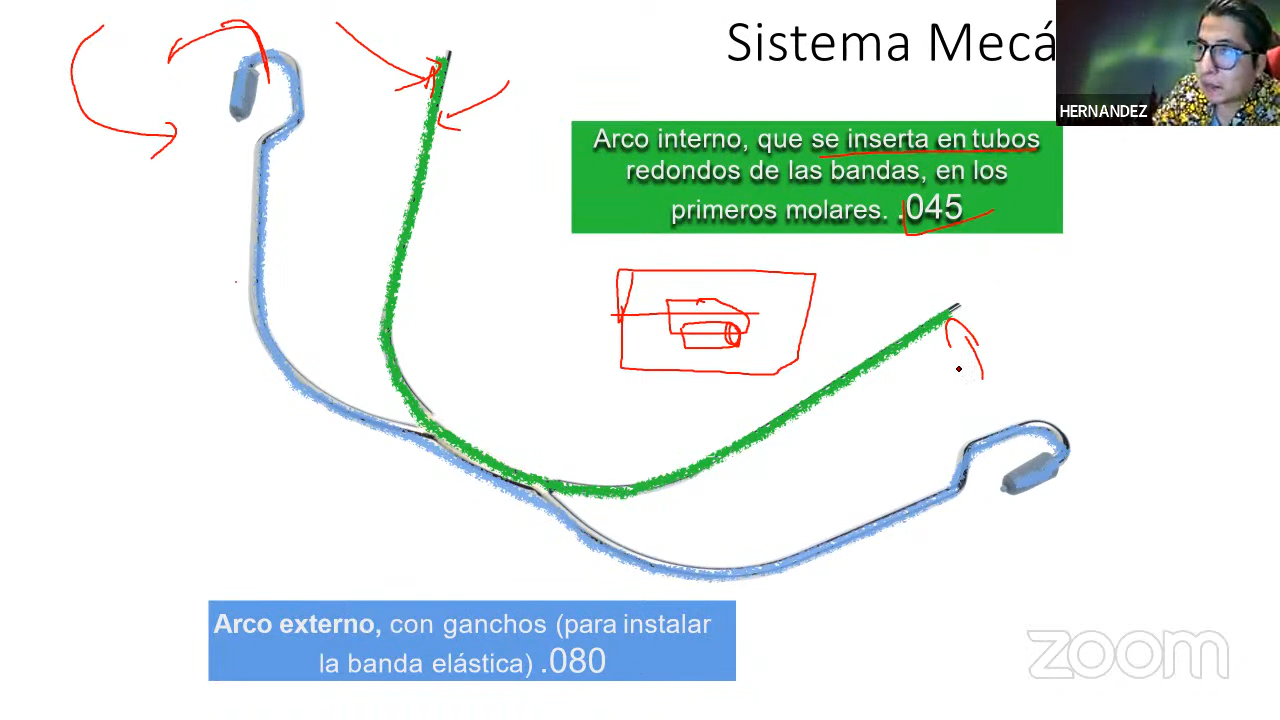 Sistema Mecá
HERNANDEZ
Arco interno, que se inserta en tubos
redondos de las bandas, en los
primeros molares. .045
Arco externo, con ganchos (para instalar
la banda elástica) .080
zoom